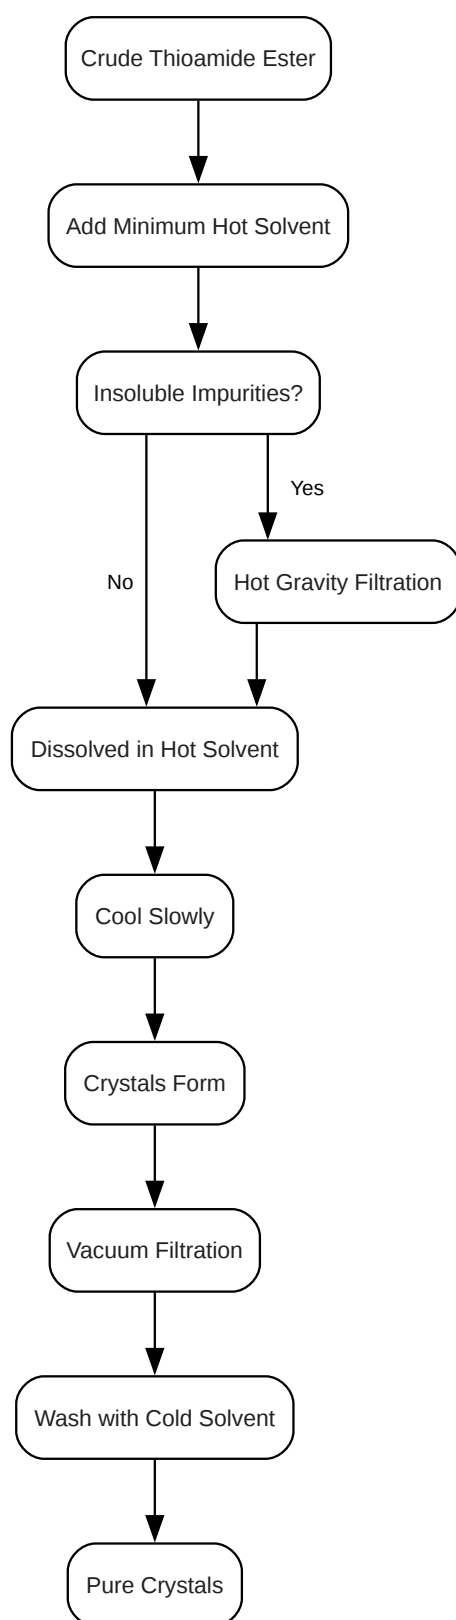 Crude Thioamide Ester
Add Minimum Hot Solvent
Insoluble Impurities?
Yes
Hot Gravity Filtration
No
Dissolved in Hot Solvent
Cool Slowly
Crystals Form
Vacuum Filtration
Wash with Cold Solvent
Pure Crystals